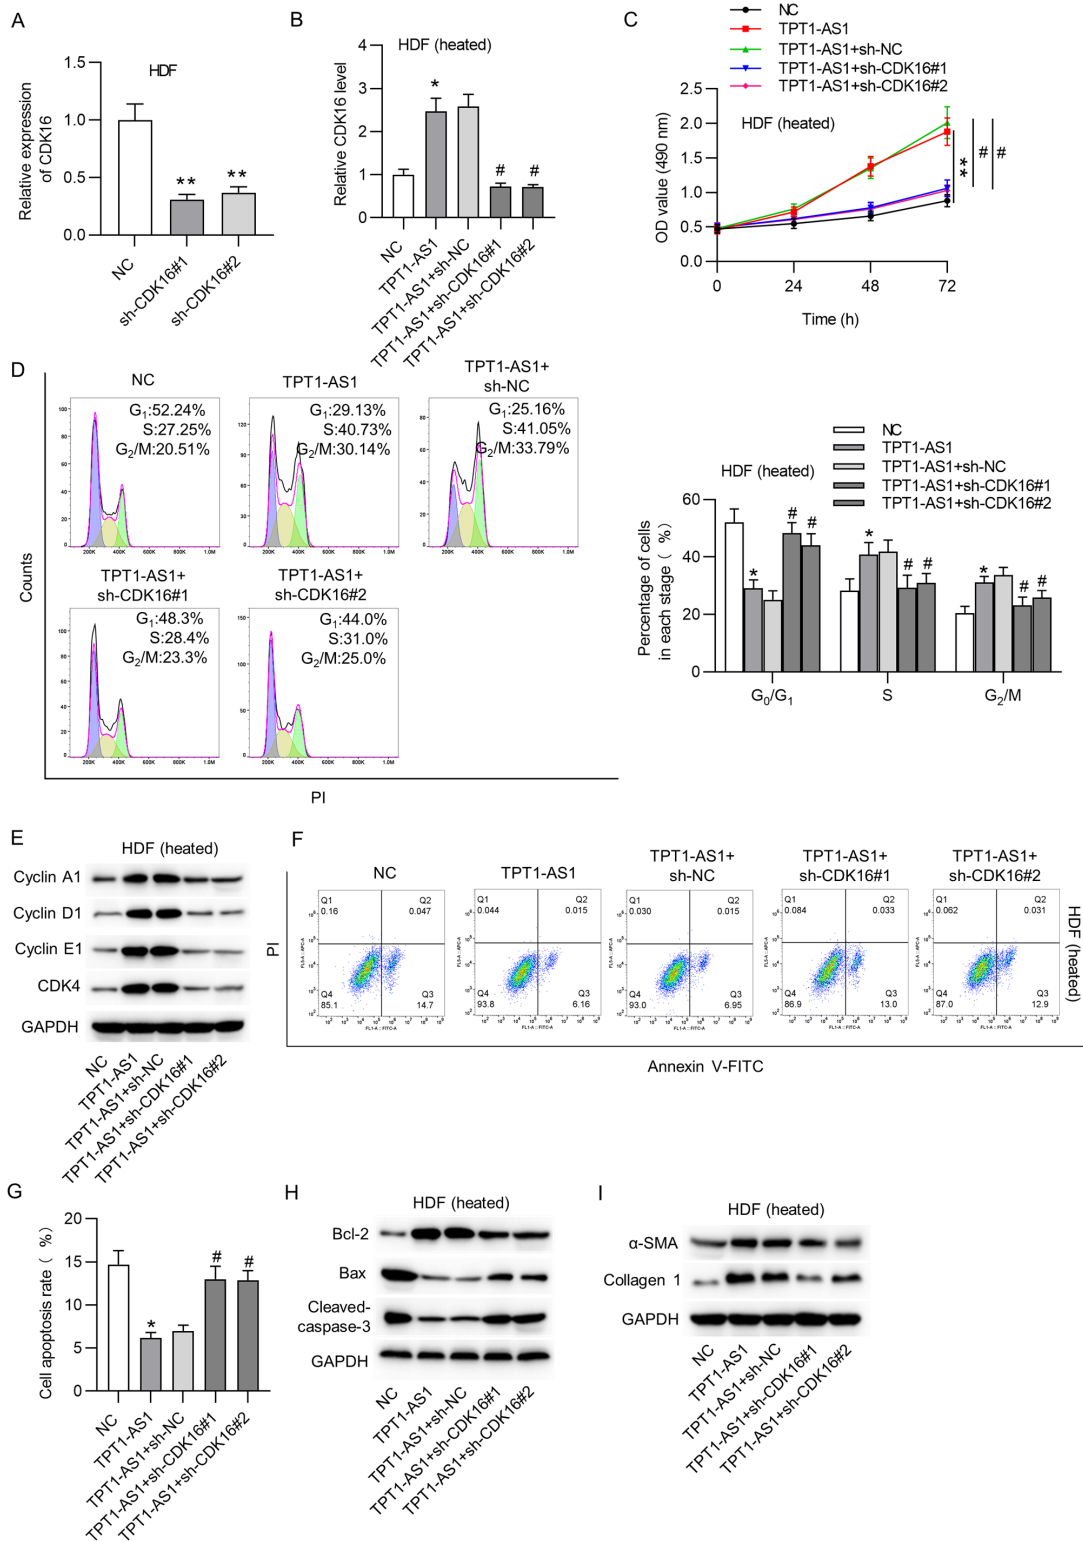 A
HDF
Relative expression
of CDK16
1.5
1.0
0.5
0.0
**
**
NC
sh-CDK16#1
sh-CDK16#2
B
HDF (heated)
Relative CDK16 level
4
3
2
1
0
*
#
#
NC
TPT1-AS1
TPT1-AS1+sh-NC
TPT1-AS1+sh-CDK16#1
TPT1-AS1+sh-CDK16#2
C
NC
TPT1-AS1
TPT1-AS1+sh-NC
TPT1-AS1+sh-CDK16#1
TPT1-AS1+sh-CDK16#2
HDF (heated)
OD value (490 nm)
2.5
2.0
1.5
1.0
0.5
0.0
0
24
48
72
Time (h)
**
#
#
D
Counts
NC
G1:52.24%
S:27.25%
G2/M:20.51%
TPT1-AS1
G1:29.13%
S:40.73%
G2/M:30.14%
TPT1-AS1+
sh-NC
G1:25.16%
S:41.05%
G2/M:33.79%
TPT1-AS1+
sh-CDK16#1
G1:48.3%
S:28.4%
G2/M:23.3%
TPT1-AS1+
sh-CDK16#2
G1:44.0%
S:31.0%
G2/M:25.0%
PI
NC
TPT1-AS1
TPT1-AS1+sh-NC
TPT1-AS1+sh-CDK16#1
TPT1-AS1+sh-CDK16#2
HDF (heated)
Percentage of cells
in each stage ( %)
60
40
20
0
*
#
#
*
#
#
*
#
#
G0/G1
S
G2/M
E
HDF (heated)
Cyclin A1
Cyclin D1
Cyclin E1
CDK4
GAPDH
NC
TPT1-AS1
TPT1-AS1+sh-NC
TPT1-AS1+sh-CDK16#1
TPT1-AS1+sh-CDK16#2
F
PI
NC
Q1
0.16
Q2
0.047
Q4
85.1
Q3
14.7
TPT1-AS1
Q1
0.044
Q2
0.015
Q4
93.8
Q3
6.16
TPT1-AS1+
sh-NC
Q1
0.030
Q2
0.015
Q4
93.0
Q3
6.95
TPT1-AS1+
sh-CDK16#1
Q1
0.084
Q2
0.033
Q4
86.9
Q3
13.0
TPT1-AS1+
sh-CDK16#2
Q1
0.062
Q2
0.031
Q4
87.0
Q3
12.9
HDF (heated)
Annexin V-FITC
G
Cell apoptosis rate ( %)
20
15
10
5
0
*
#
#
NC
TPT1-AS1
TPT1-AS1+sh-NC
TPT1-AS1+sh-CDK16#1
TPT1-AS1+sh-CDK16#2
H
HDF (heated)
Bcl-2
Bax
Cleaved-
caspase-3
GAPDH
NC
TPT1-AS1
TPT1-AS1+sh-NC
TPT1-AS1+sh-CDK16#1
TPT1-AS1+sh-CDK16#2
I
HDF (heated)
α-SMA
Collagen 1
GAPDH
NC
TPT1-AS1
TPT1-AS1+sh-NC
TPT1-AS1+sh-CDK16#1
TPT1-AS1+sh-CDK16#2